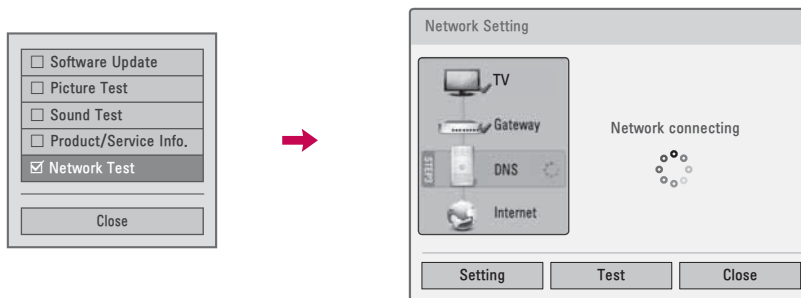 Software Update
Picture Test
Sound Test
Product/Service Info.
Network Test
Close
Network Setting
TV
Gateway
STEP3
DNS
Internet
Network connecting
Setting
Test
Close